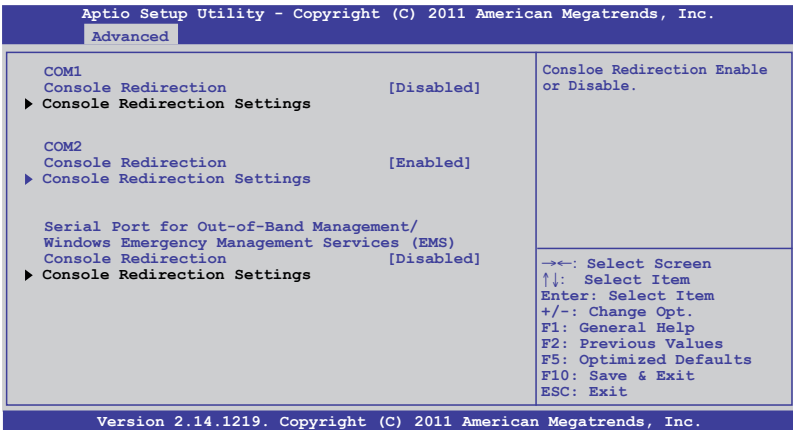 Aptio Setup Utility - Copyright (C) 2011 American Megatrends, Inc.
Advanced
COM1
Console Redirection [Disabled]
▶ Console Redirection Settings
COM2
Console Redirection [Enabled]
▶ Console Redirection Settings
Serial Port for Out-of-Band Management/
Windows Emergency Management Services (EMS)
Console Redirection [Disabled]
▶ Console Redirection Settings
Consloe Redirection Enable
or Disable.
→←: Select Screen
↑↓: Select Item
Enter: Select Item
+/-: Change Opt.
F1: General Help
F2: Previous Values
F5: Optimized Defaults
F10: Save & Exit
ESC: Exit
Version 2.14.1219. Copyright (C) 2011 American Megatrends, Inc.